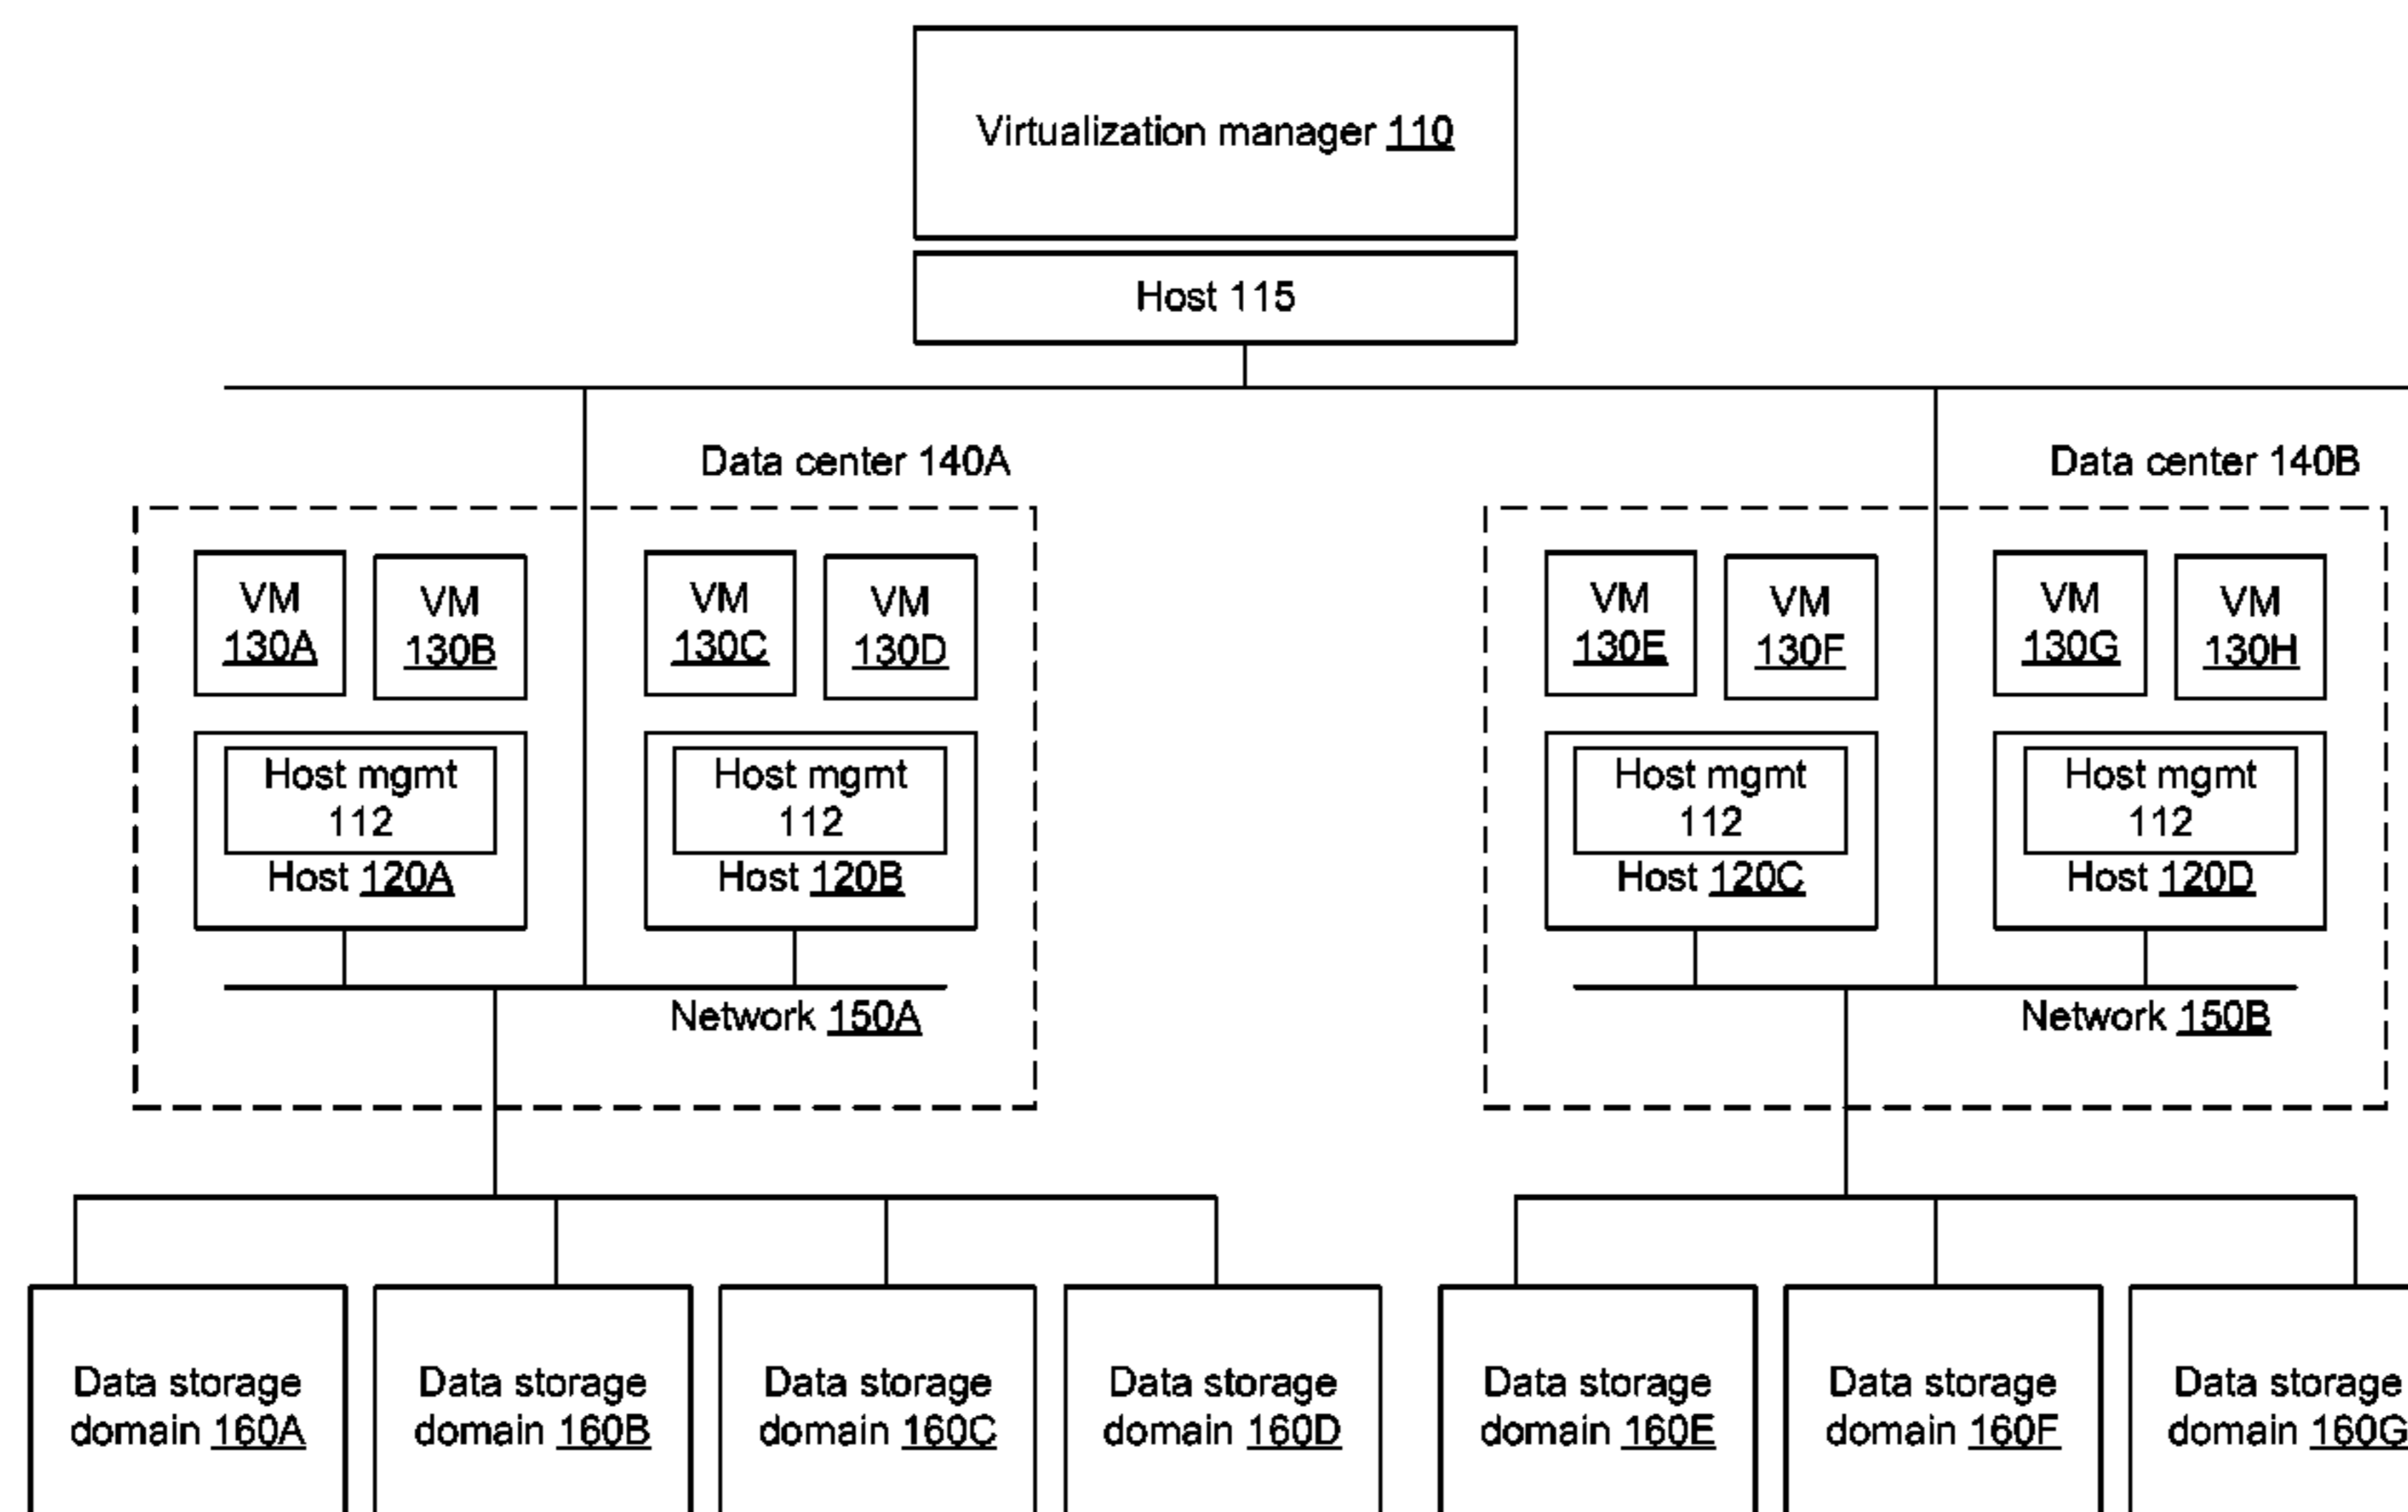 Virtualization manager 110
Host 115
Data center 140A
Data center 140B
VM
130A
VM
130B
VM
130C
VM
130D
VM
130E
VM
130F
VM
130G
VM
130H
Host mgmt
112
Host 120A
Host mgmt
112
Host 120B
Host mgmt
112
Host 120C
Host mgmt
112
Host 120D
Network 150A
Network 150B
Data storage
domain 160A
Data storage
domain 160B
Data storage
domain 160C
Data storage
domain 160D
Data storage
domain 160E
Data storage
domain 160F
Data storage
domain 160G